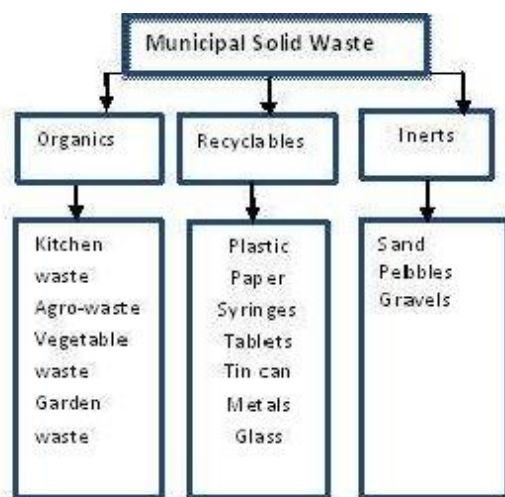 Municipal Solid Waste
Organics
Recyclables
Inerts
Kitchen
waste
Agro-waste
Vegetable
waste
Garden
waste
Plastic
Paper
Syringes
Tablets
Tin can
Metals
Glass
Sand
Pebbles
Gravels